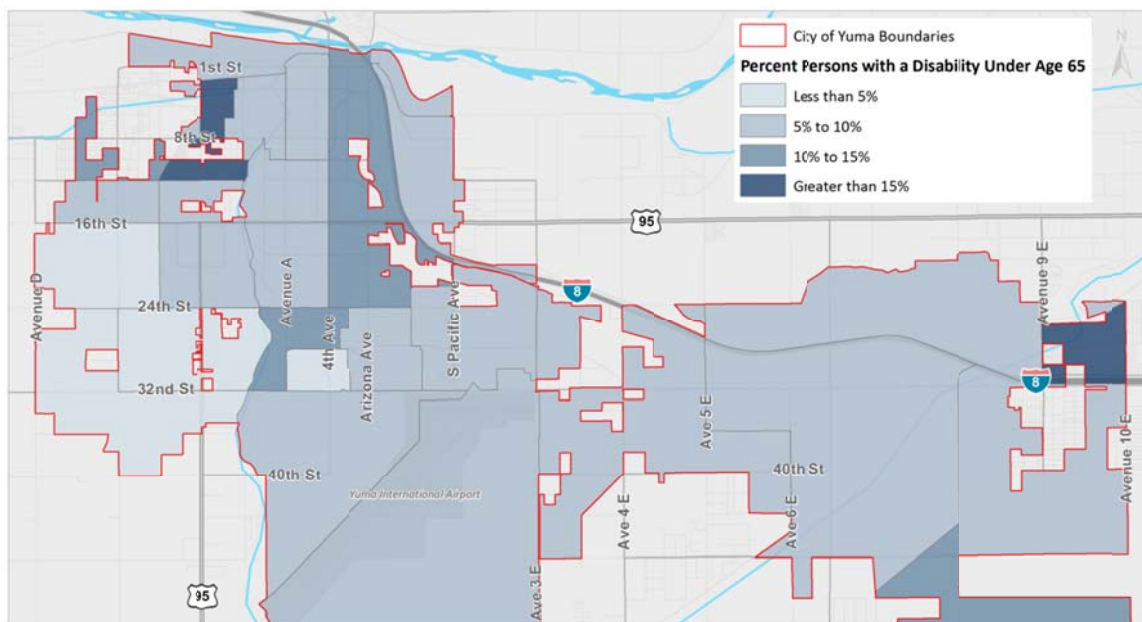 City of Yuma Boundaries
Percent Persons with a Disability Under Age 65
Less than 5%
5% to 10%
10% to 15%
Greater than 15%
N
1st St
8th St
16th St
95
Avenue D
Avenue A
24th St
4th Ave
Arizona Ave
S Pacific Ave
8
Avenue 9 E
32nd St
8
Ave 5 E
Avenue 10 E
40th St
40th St
Yuma International Airport
Ave 4 E
Ave 6 E
Ave 3 E
95